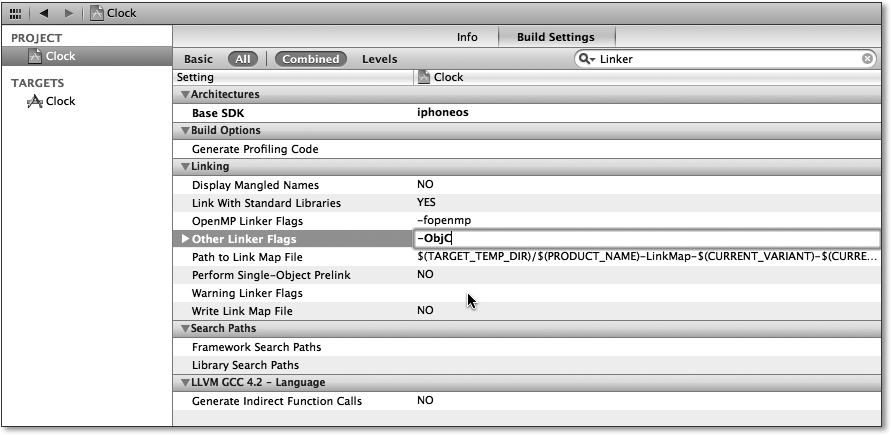 Clock
PROJECT
Clock
TARGETS
Clock
Info
Build Settings
Basic
All
Combined
Levels
Linker
Setting
Clock
Architectures
Base SDK
iphoneos
Build Options
Generate Profiling Code
Linking
Display Mangled Names
NO
Link With Standard Libraries
YES
OpenMP Linker Flags
-fopenmp
Other Linker Flags
-ObjC
Path to Link Map File
$(TARGET_TEMP_DIR)/$(PRODUCT_NAME)-LinkMap-$(CURRENT_VARIANT)-$(CURRE...
Perform Single-Object Prelink
NO
Warning Linker Flags
Write Link Map File
NO
Search Paths
Framework Search Paths
Library Search Paths
LLVM GCC 4.2 - Language
Generate Indirect Function Calls
NO